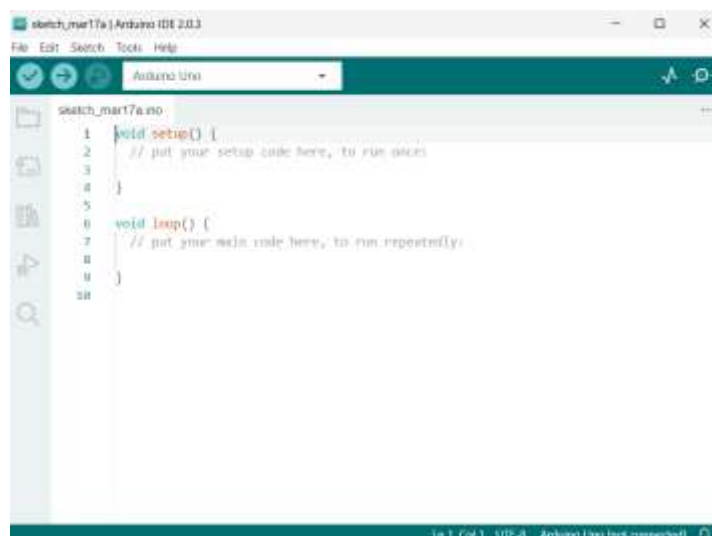 sketch_mar17a | Arduino IDE 2.0.3
File Edit Sketch Tools Help
Arduino Uno
sketch_mar17a.ino
1 void setup() {
2 // put your setup code here, to run once:
3
4 }
5
6 void loop() {
7 // put your main code here, to run repeatedly:
8
9 }
10
Ln 1, Col 1 UTF-8 Arduino Uno [not connected]